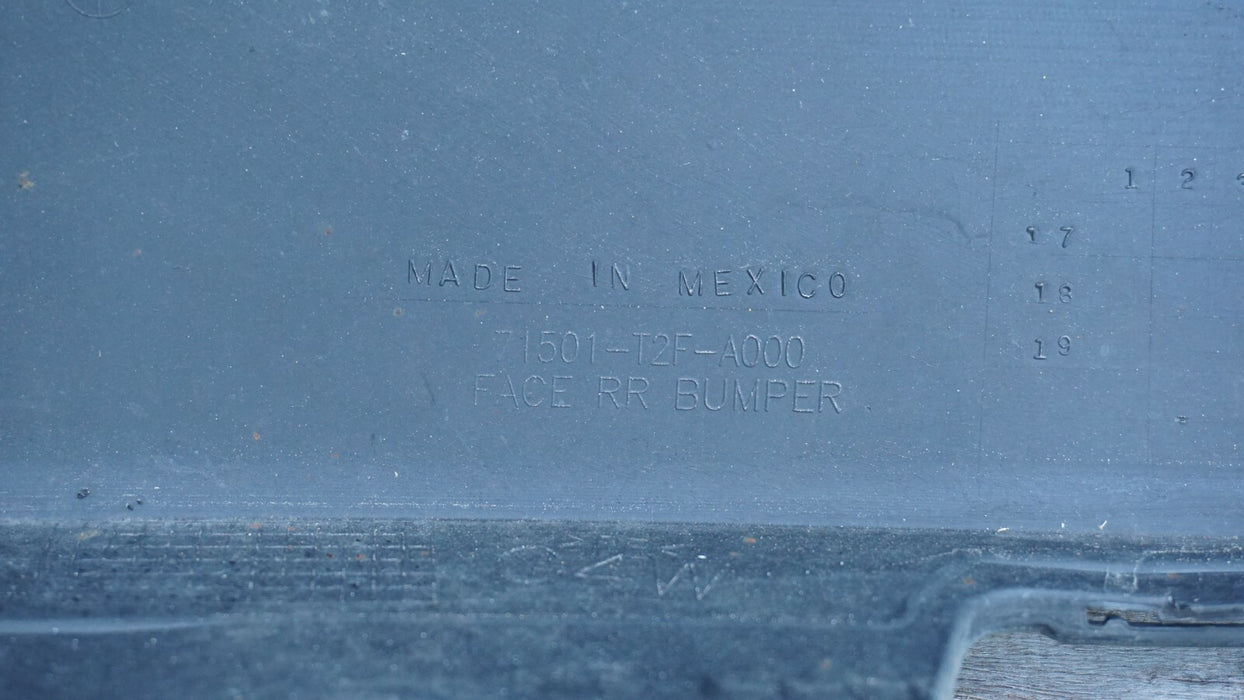 MADE IN MEXICO
71501-T2F-A000
FACE RR BUMPER
1 2
17
18
19